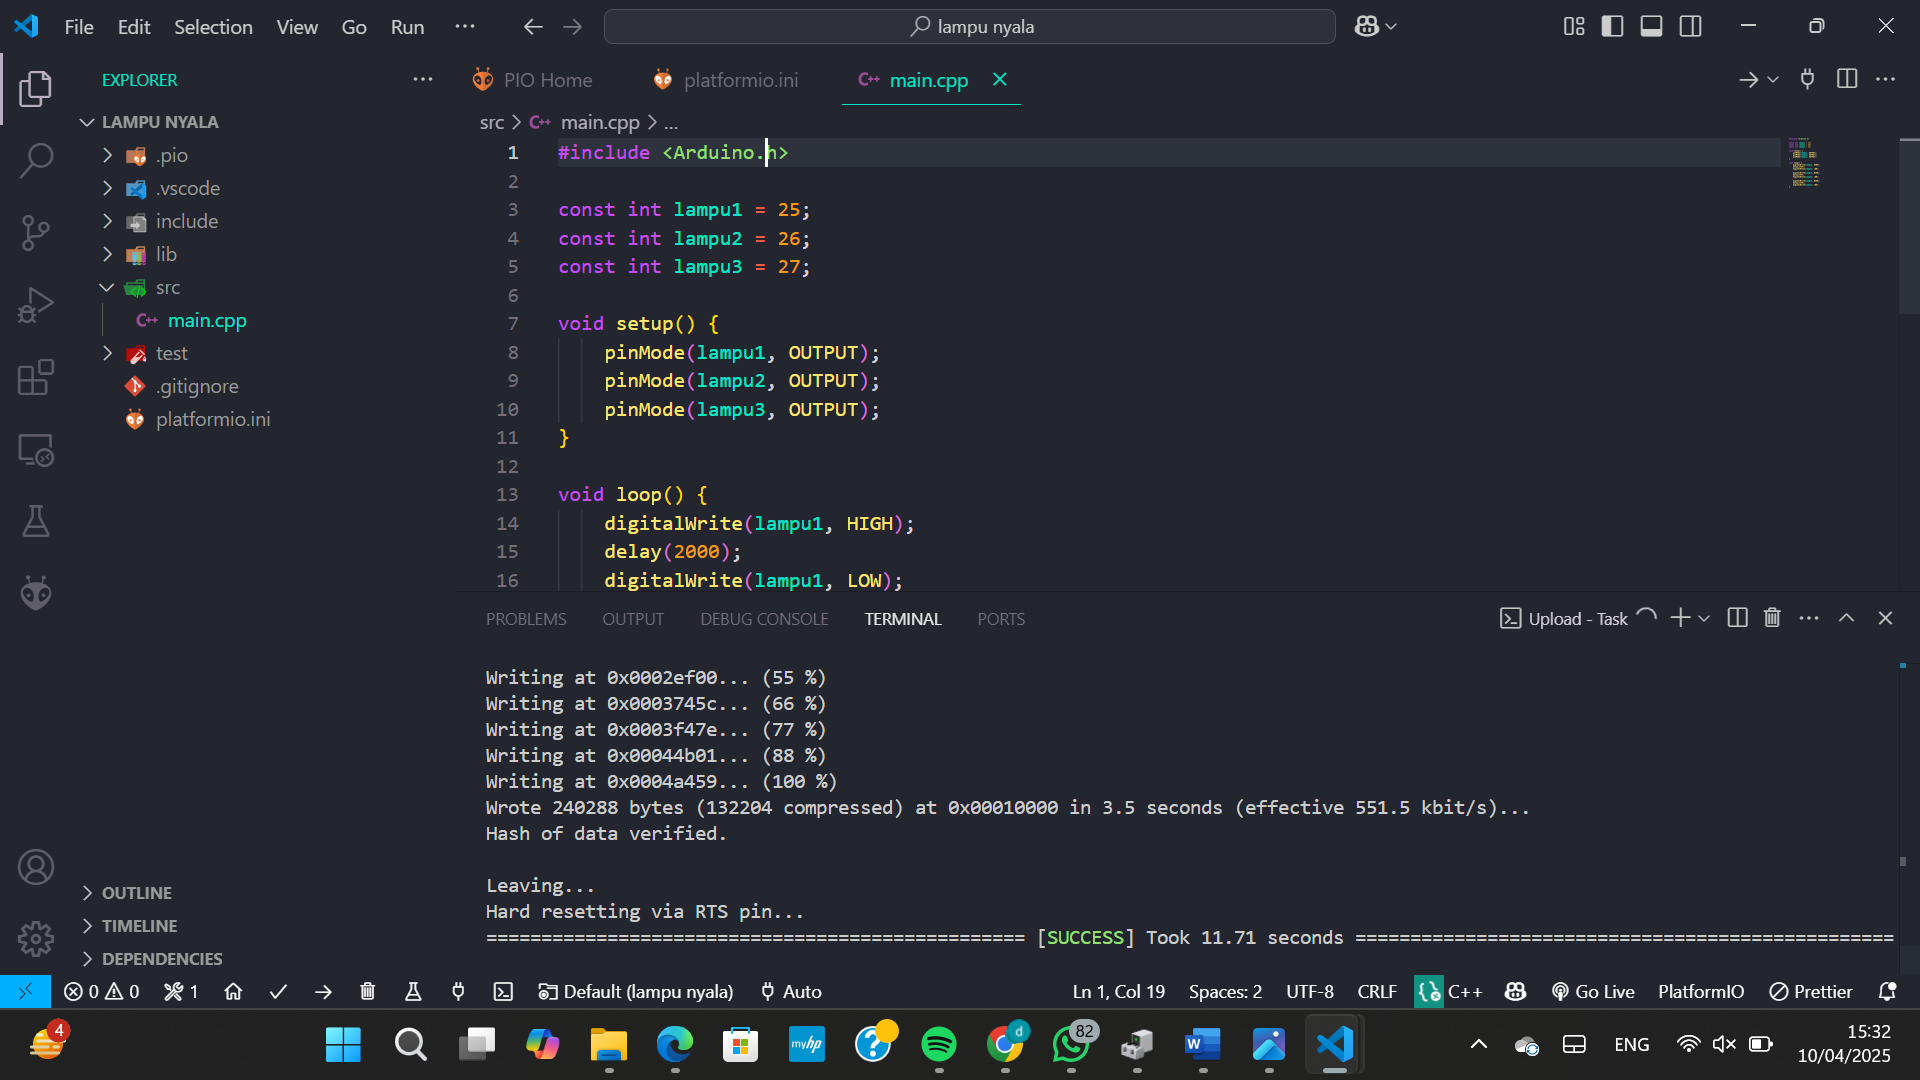 File Edit Selection View Go Run ... lampu nyala
EXPLORER
PIO Home platformio.ini C++ main.cpp
LAMPU NYALA
.pio
.vscode
include
lib
src
C++ main.cpp
test
.gitignore
platformio.ini
OUTLINE
TIMELINE
DEPENDENCIES
src > C++ main.cpp > ...
1 #include <Arduino.h>
2
3 const int lampu1 = 25;
4 const int lampu2 = 26;
5 const int lampu3 = 27;
6
7 void setup() {
8 pinMode(lampu1, OUTPUT);
9 pinMode(lampu2, OUTPUT);
10 pinMode(lampu3, OUTPUT);
11 }
12
13 void loop() {
14 digitalWrite(lampu1, HIGH);
15 delay(2000);
16 digitalWrite(lampu1, LOW);
PROBLEMS OUTPUT DEBUG CONSOLE TERMINAL PORTS Upload - Task
Writing at 0x0002ef00... (55 %)
Writing at 0x0003745c... (66 %)
Writing at 0x0003f47e... (77 %)
Writing at 0x00044b01... (88 %)
Writing at 0x0004a459... (100 %)
Wrote 240288 bytes (132204 compressed) at 0x00010000 in 3.5 seconds (effective 551.5 kbit/s)...
Hash of data verified.
Leaving...
Hard resetting via RTS pin...
================================================= [SUCCESS] Took 11.71 seconds =================================================
0 0 1 Default (lampu nyala) Auto Ln 1, Col 19 Spaces: 2 UTF-8 CRLF {} C++ Go Live PlatformIO Prettier
4 myhp ? d 82 W ENG 15:32
10/04/2025